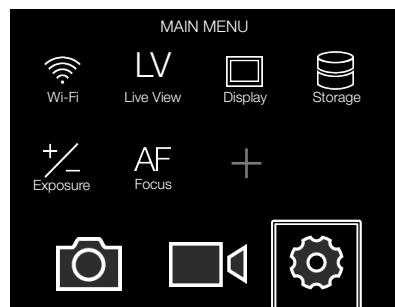 MAIN MENU
LV
Wi-Fi Live View Display Storage
AF
Exposure Focus